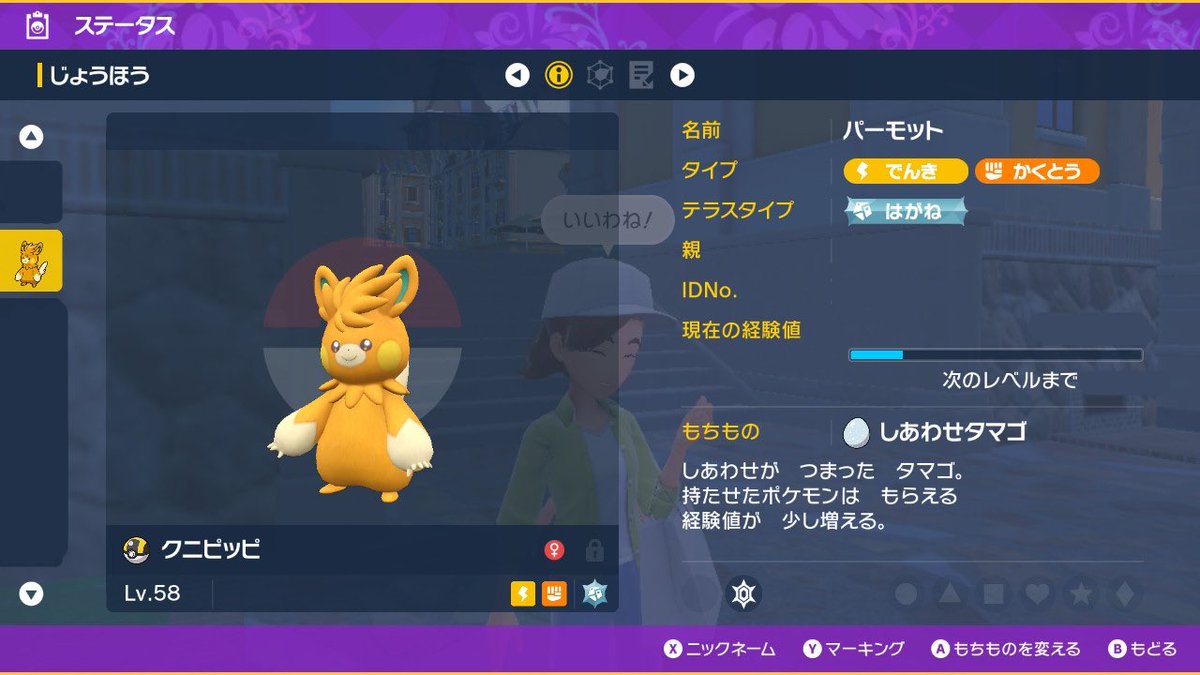 ステータス
じょうほう
名前 パーモット
タイプ でんき かくとう
テラスタイプ はがね
親
IDNo.
現在の経験値
次のレベルまで
いいわね!
もちもの しあわせタマゴ
しあわせが つまった タマゴ。
持たせたポケモンは もらえる
経験値が 少し増える。
クニピッピ
Lv.58
X ニックネーム Y マーキング A もちものを変える B もどる